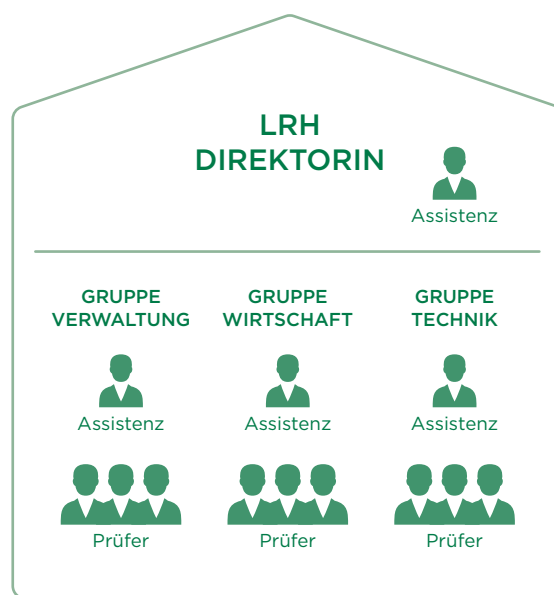 LRH
DIREKTORIN
Assistenz
GRUPPE
VERWALTUNG
GRUPPE
WIRTSCHAFT
GRUPPE
TECHNIK
Assistenz
Assistenz
Assistenz
Prüfer
Prüfer
Prüfer